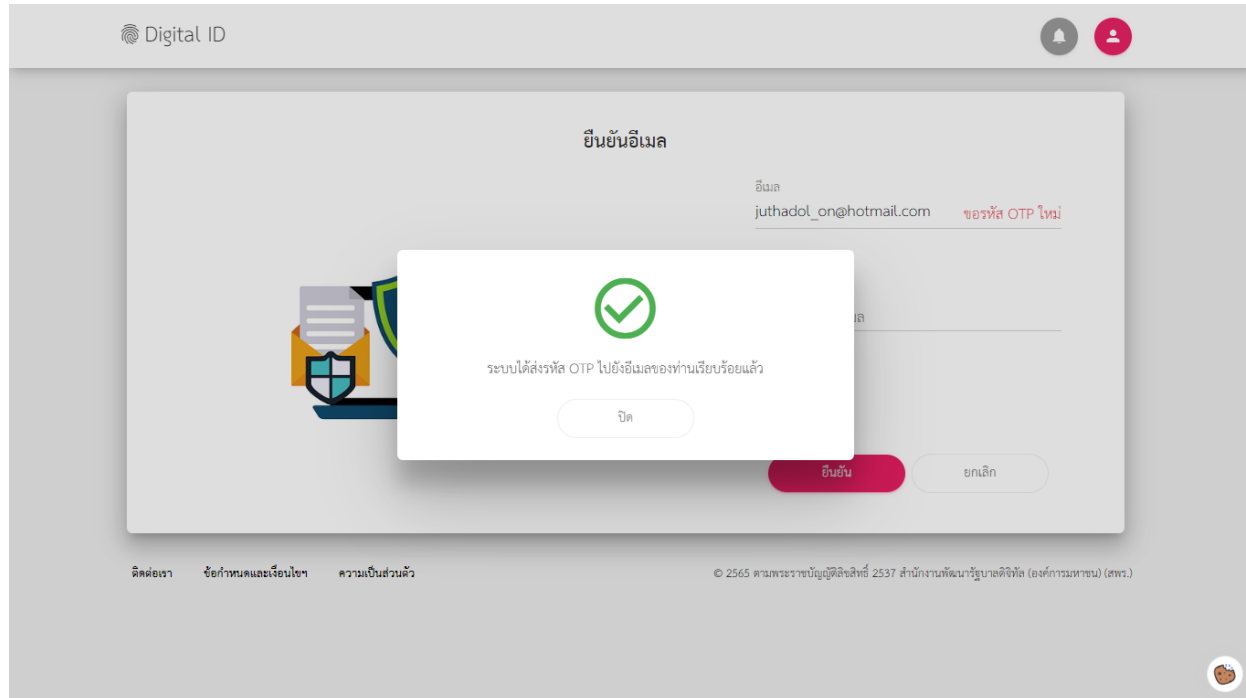 Digital ID
ยืนยันอีเมล
อีเมล
juthadol_on@hotmail.com ขอรหัส OTP ใหม่
ระบบได้ส่งรหัส OTP ไปยังอีเมลของท่านเรียบร้อยแล้ว
ปิด
ยืนยัน ยกเลิก
ติดต่อเรา ข้อกำหนดและเงื่อนไขฯ ความเป็นส่วนตัว
© 2565 ตามพระราชบัญญัติลิขสิทธิ์ 2537 สำนักงานพัฒนารัฐบาลดิจิทัล (องค์การมหาชน) (สพร.)